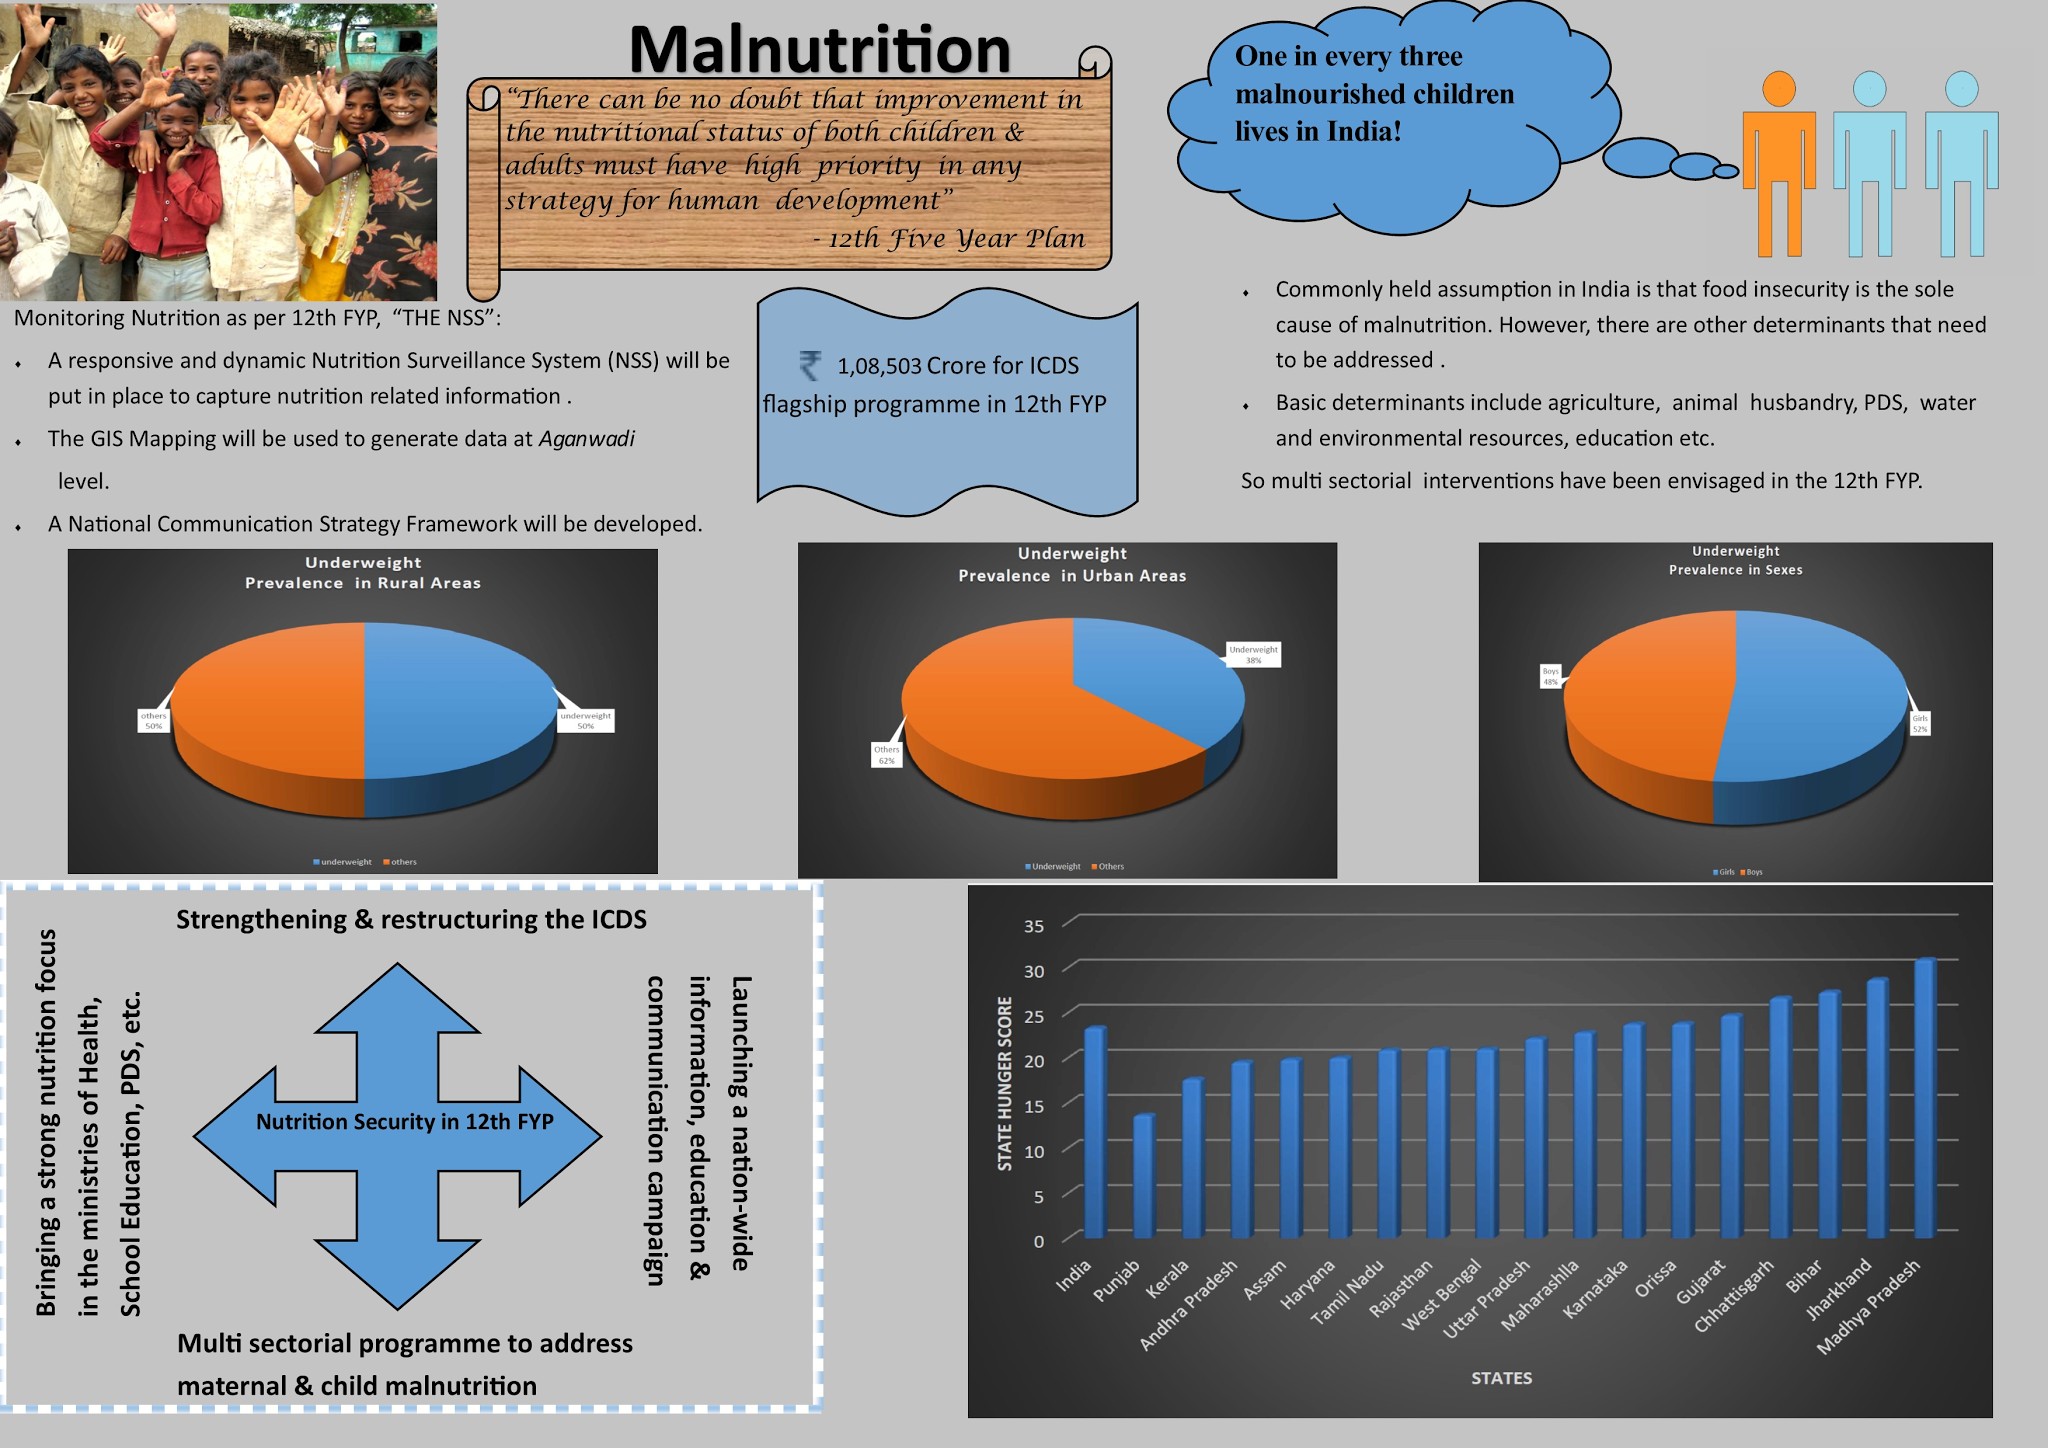 Malnutrition
“There can be no doubt that improvement in
the nutritional status of both children &
adults must have high priority in any
strategy for human development”
- 12th Five Year Plan
One in every three
malnourished children
lives in India!
Monitoring Nutrition as per 12th FYP, “THE NSS”:
A responsive and dynamic Nutrition Surveillance System (NSS) will be
put in place to capture nutrition related information .
The GIS Mapping will be used to generate data at Aganwadi
level.
A National Communication Strategy Framework will be developed.
₹ 1,08,503 Crore for ICDS
flagship programme in 12th FYP
Commonly held assumption in India is that food insecurity is the sole
cause of malnutrition. However, there are other determinants that need
to be addressed .
Basic determinants include agriculture, animal husbandry, PDS, water
and environmental resources, education etc.
So multi sectorial interventions have been envisaged in the 12th FYP.
Underweight
Prevalence in Rural Areas
others
50%
underweight
50%
underweight others
Underweight
Prevalence in Urban Areas
Underweight
38%
Others
62%
Underweight Others
Underweight
Prevalence in Sexes
Boys
48%
Girls
52%
Girls Boys
Strengthening & restructuring the ICDS
Bringing a strong nutrition focus
in the ministries of Health,
School Education, PDS, etc.
Nutrition Security in 12th FYP
Launching a nation-wide
information, education &
communication campaign
Multi sectorial programme to address
maternal & child malnutrition
STATE HUNGER SCORE
35
30
25
20
15
10
5
0
India
Punjab
Kerala
Andhra Pradesh
Assam
Haryana
Tamil Nadu
Rajasthan
West Bengal
Uttar Pradesh
Maharashlla
Karnataka
Orissa
Gujarat
Chhattisgarh
Bihar
Jharkhand
Madhya Pradesh
STATES